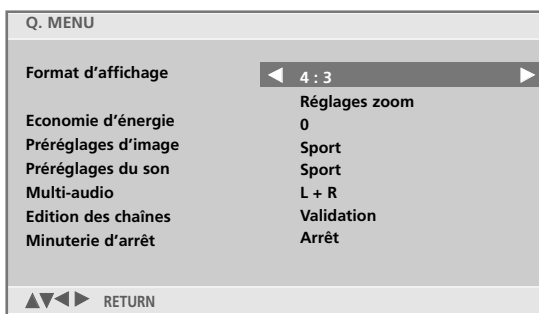 Q. MENU
Format d’affichage 4 : 3
Réglages zoom
Economie d’énergie 0
Préréglages d’image Sport
Préréglages du son Sport
Multi-audio L + R
Edition des chaînes Validation
Minuterie d’arrêt Arrêt
RETURN